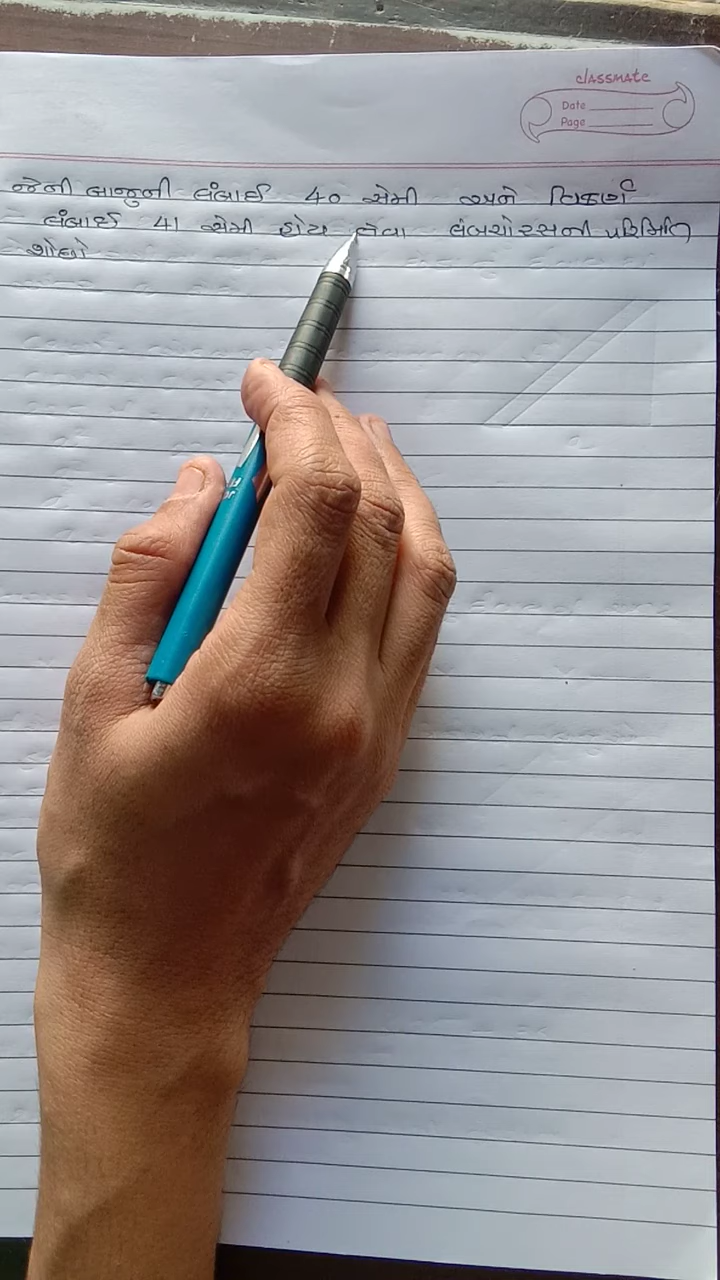 classmate
Date
Page
જેની બાજુની લંબાઈ 40 સેમી અને વિકર્ણ
લંબાઈ 41 સેમી હોય તેવા લંબચોરસની પરિમિતિ
શોધો